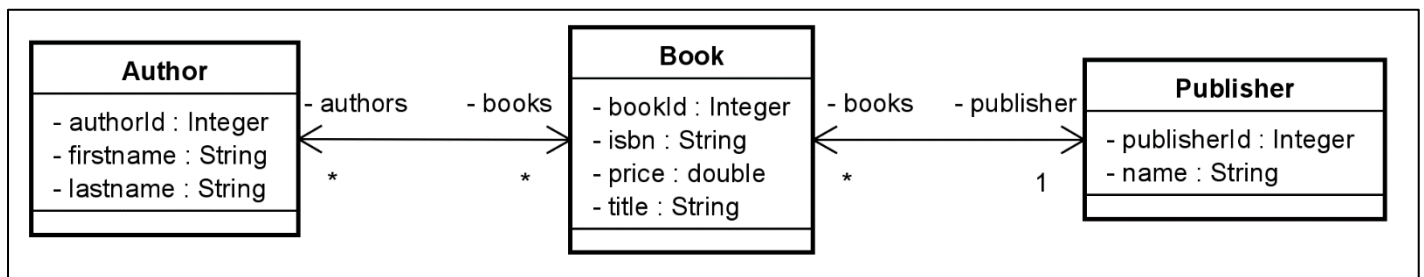 Author
- authorId : Integer
- firstname : String
- lastname : String
- authors
- books
*
*
Book
- bookId : Integer
- isbn : String
- price : double
- title : String
- books
- publisher
*
1
Publisher
- publisherId : Integer
- name : String